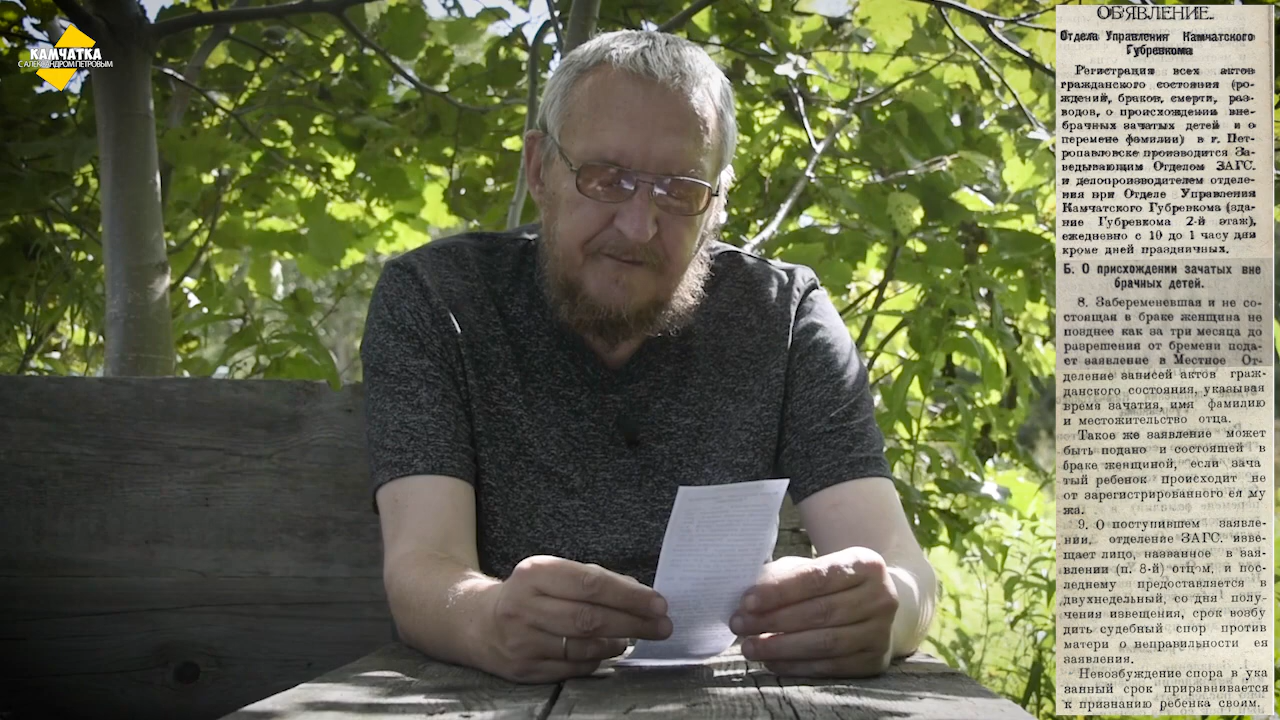 КАМЧАТКА
С АЛЕКСАНДРОМ ПЕТРОВЫМ
ОБЯВЛЕНИЕ.
Отдела Управления Камчатского
Губревкома
Регистрация всех актов
гражданского состояния (ро-
ждений, браков, смерти, раз-
водов, о происхождении вне-
брачных зачатых детей и о
перемене фамилии) в г. Пет-
ропавловске производится За-
ведывающим Отделом ЗАГС.
и делопроизводителем отделе-
ния при Отделе Управления
Камчатского Губревкома (зда-
ние Губревкома 2-й этаж),
ежедневно с 10 до 1 часу дня
кроме дней праздничных.
Б. О присхождении зачатых вне
брачных детей.
8. Забеременевшая и не со-
стоящая в браке женщина не
позднее как за три месяца до
разрешения от бремени пода-
ет заявление в Местное От-
деление записей актов граж-
данского состояния, указывая
время зачатия, имя фамилию
и местожительство отца.
Такое же заявление может
быть подано и состоящей в
браке женщиной, если зача
тый ребенок происходит не
от зарегистрированного ея му
жа.
9. О поступившем заявле-
нии, отделение ЗАГС. изве-
щает лицо, названное в зая-
влении (п. 8-й) отцом, и пос-
леднему предоставляется в
двухнедельный, со дня полу-
чения извещения, срок возбу
дить судебный спор против
матери о неправильности ея
заявления.
Невозбуждение спора в ука
занный срок приравнивается
к признанию ребенка своим.